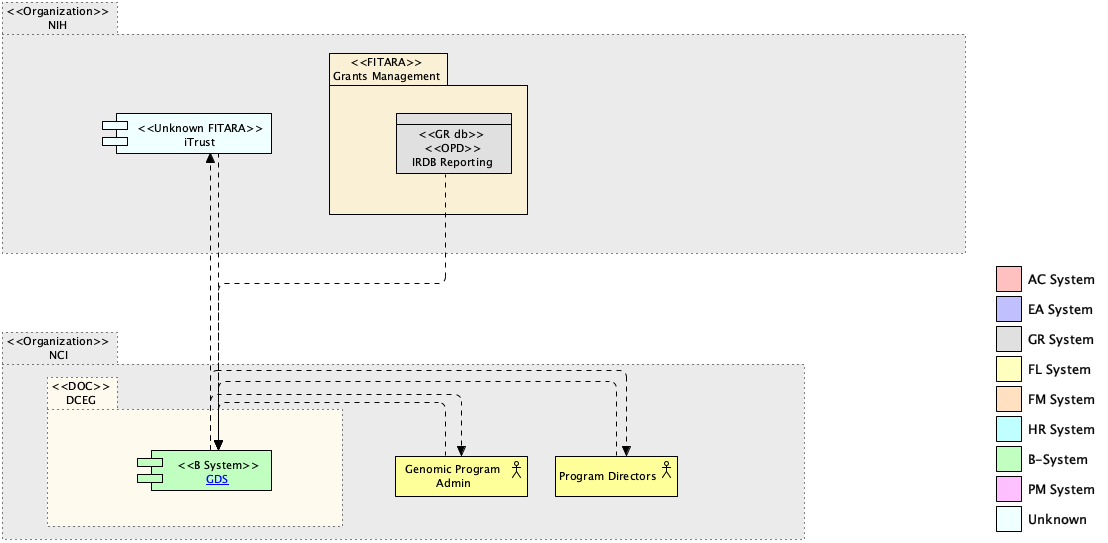 <<Organization>>
NIH
<<FITARA>>
Grants Management
<<Unknown FITARA>>
iTrust
<<GR db>>
<<OPD>>
IRDB Reporting
AC System
EA System
GR System
FL System
FM System
HR System
B-System
PM System
Unknown
<<Organization>>
NCI
<<DOC>>
DCEG
<<B System>>
GDS
Genomic Program
Admin
Program Directors